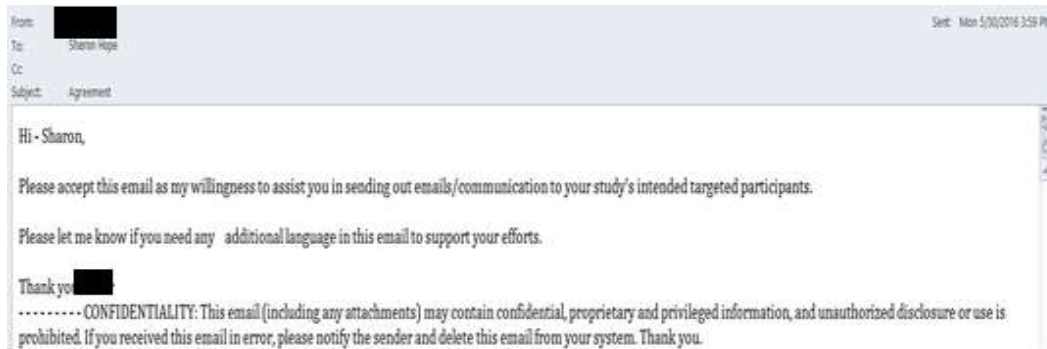 From:
Sent: Mon 5/30/2016 3:59 PM
To: Sharon Hope
Cc:
Subject: Agreement
Hi - Sharon,
Please accept this email as my willingness to assist you in sending out emails/communication to your study's intended targeted participants.
Please let me know if you need any additional language in this email to support your efforts.
Thank you
- - - - - - - - - CONFIDENTIALITY: This email (including any attachments) may contain confidential, proprietary and privileged information, and unauthorized disclosure or use is
prohibited. If you received this email in error, please notify the sender and delete this email from your system. Thank you.